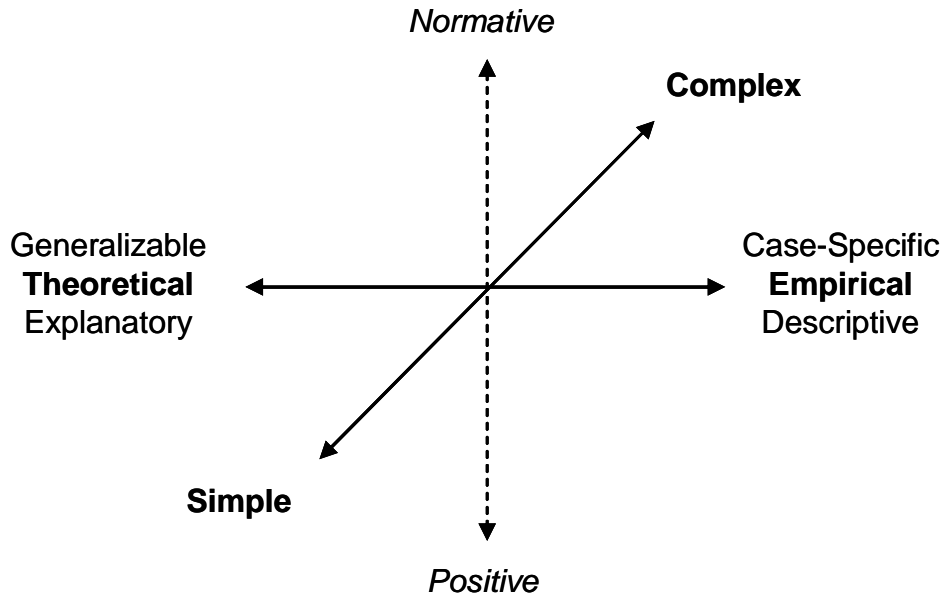 Normative
Complex
Generalizable
Theoretical
Explanatory
Case-Specific
Empirical
Descriptive
Simple
Positive